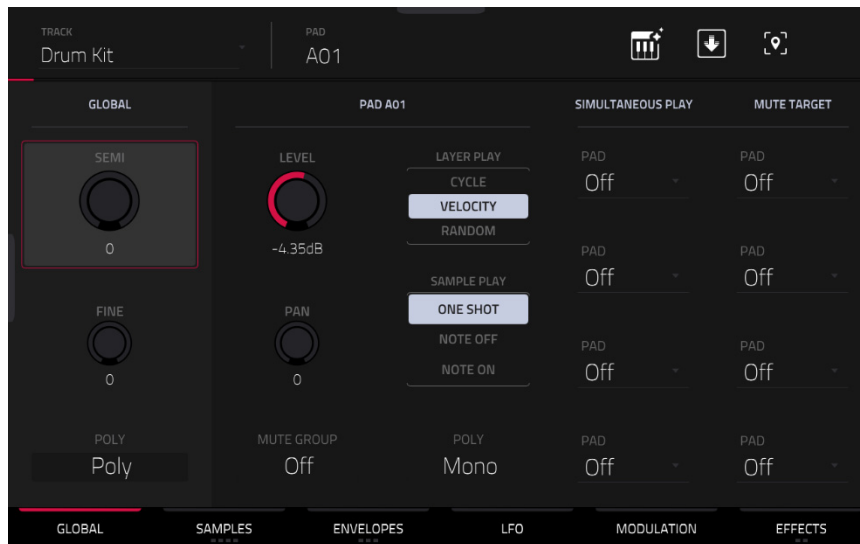 TRACK
Drum Kit
PAD
A01
GLOBAL
SEMI
0
FINE
0
POLY
Poly
PAD A01
LEVEL
-4.35dB
PAN
0
MUTE GROUP
Off
LAYER PLAY
CYCLE
VELOCITY
RANDOM
SAMPLE PLAY
ONE SHOT
NOTE OFF
NOTE ON
POLY
Mono
SIMULTANEOUS PLAY
PAD
Off
PAD
Off
PAD
Off
PAD
Off
MUTE TARGET
PAD
Off
PAD
Off
PAD
Off
PAD
Off
GLOBAL
SAMPLES
ENVELOPES
LFO
MODULATION
EFFECTS